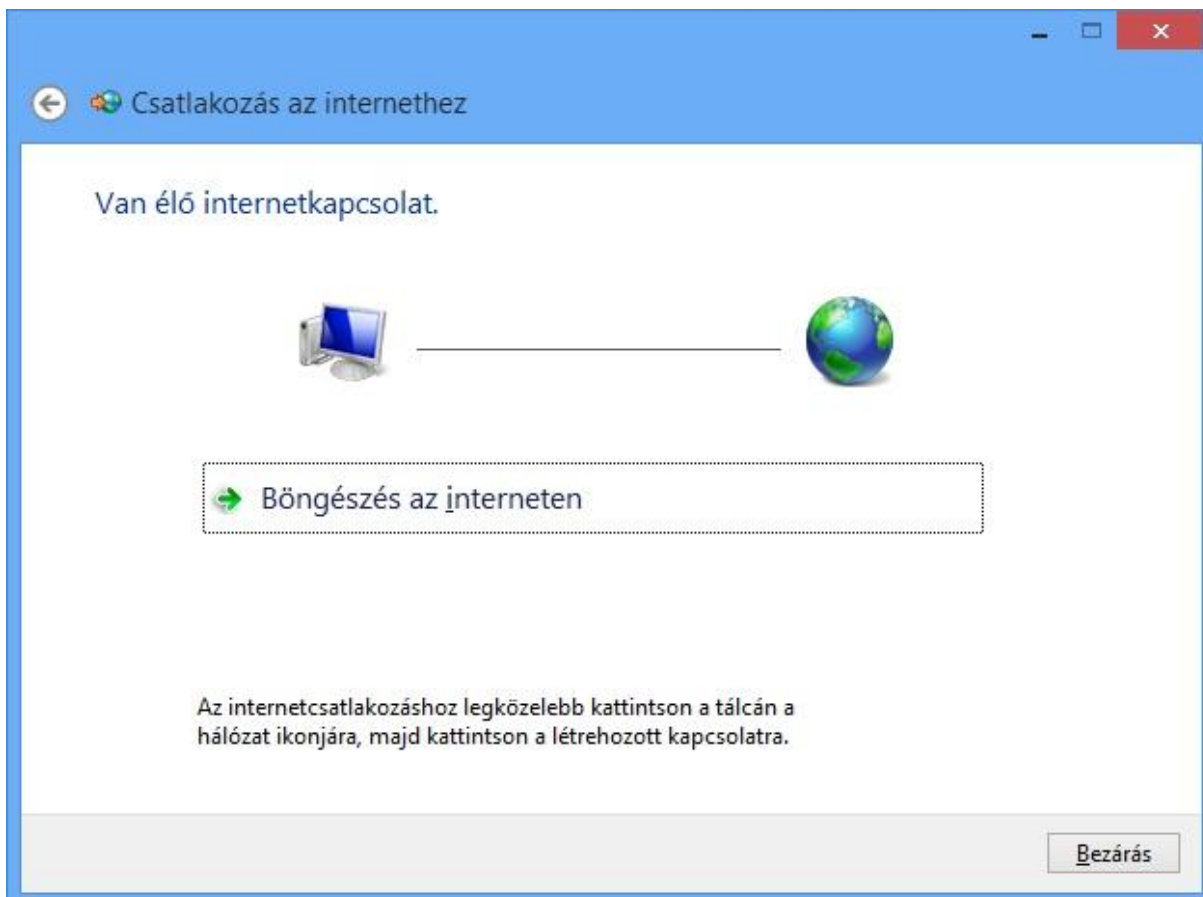 Csatlakozás az internethez
Van élő internetkapcsolat.
Böngészés az interneten
Az internetcsatlakozáshoz legközelebb kattintson a tálcán a
hálózat ikonjára, majd kattintson a létrehozott kapcsolatra.
Bezárás